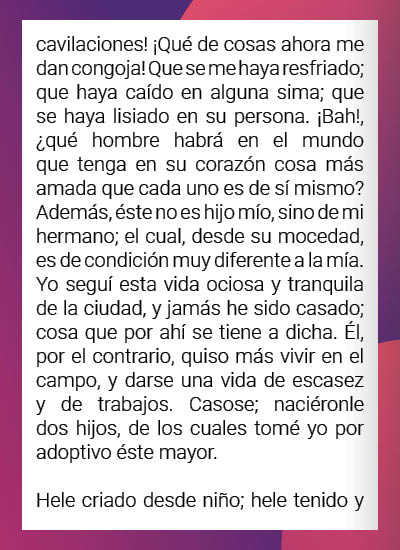 cavilaciones! ¡Qué de cosas ahora me
dan congoja! Que se me haya resfriado;
que haya caído en alguna sima; que
se haya lisiado en su persona. ¡Bah!,
¿qué hombre habrá en el mundo
que tenga en su corazón cosa más
amada que cada uno es de sí mismo?
Además, éste no es hijo mío, sino de mi
hermano; el cual, desde su mocedad,
es de condición muy diferente a la mía.
Yo seguí esta vida ociosa y tranquila
de la ciudad, y jamás he sido casado;
cosa que por ahí se tiene a dicha. Él,
por el contrario, quiso más vivir en el
campo, y darse una vida de escasez
y de trabajos. Casose; naciéronle
dos hijos, de los cuales tomé yo por
adoptivo éste mayor.
Hele criado desde niño; hele tenido y